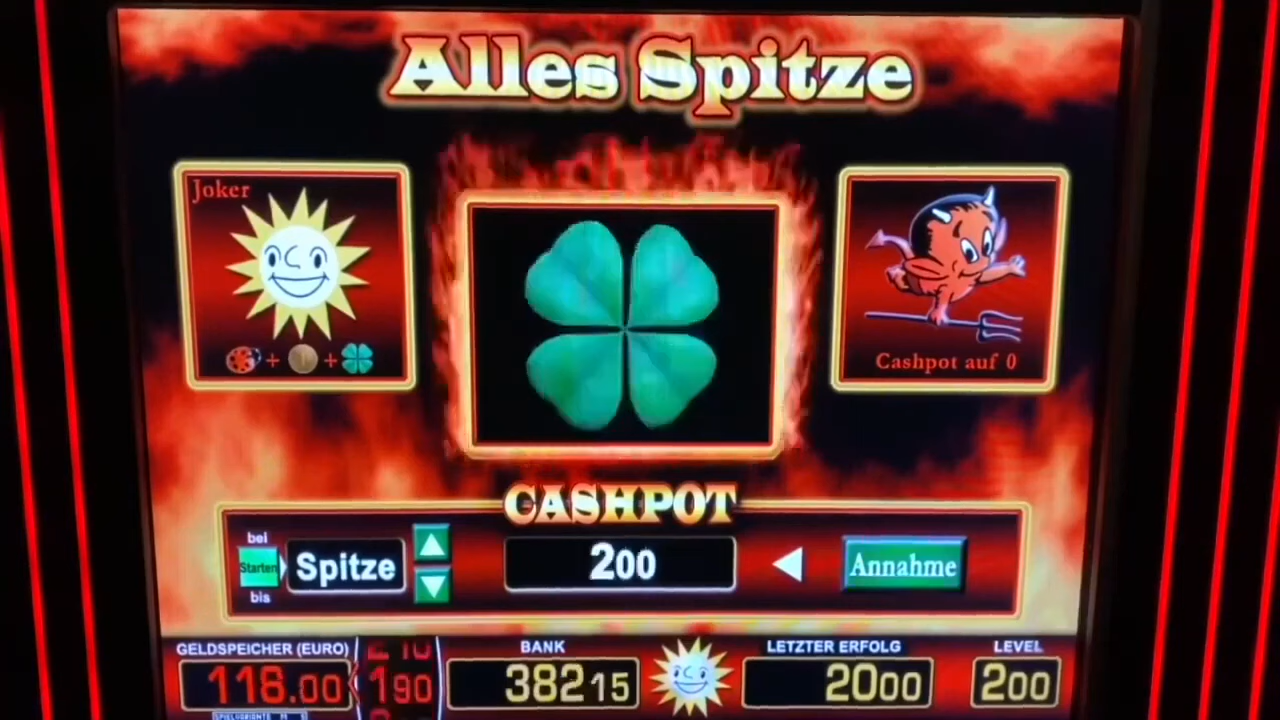 Alles Spitze
Joker
+ +
Cashpot auf 0
CASHPOT
bei
Starten
bis
Spitze
200
Annahme
GELDSPEICHER (EURO)
118.00
190
BANK
38215
LETZTER ERFOLG
2000
LEVEL
200